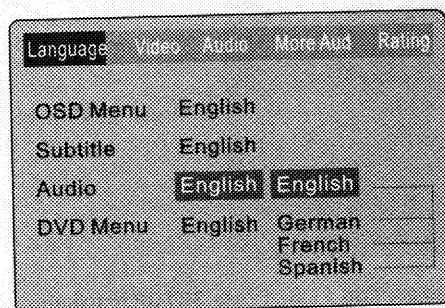 Language Video Audio More Aud Rating
OSD Menu English
Subtitle English
Audio English English
DVD Menu English German
French
Spanish